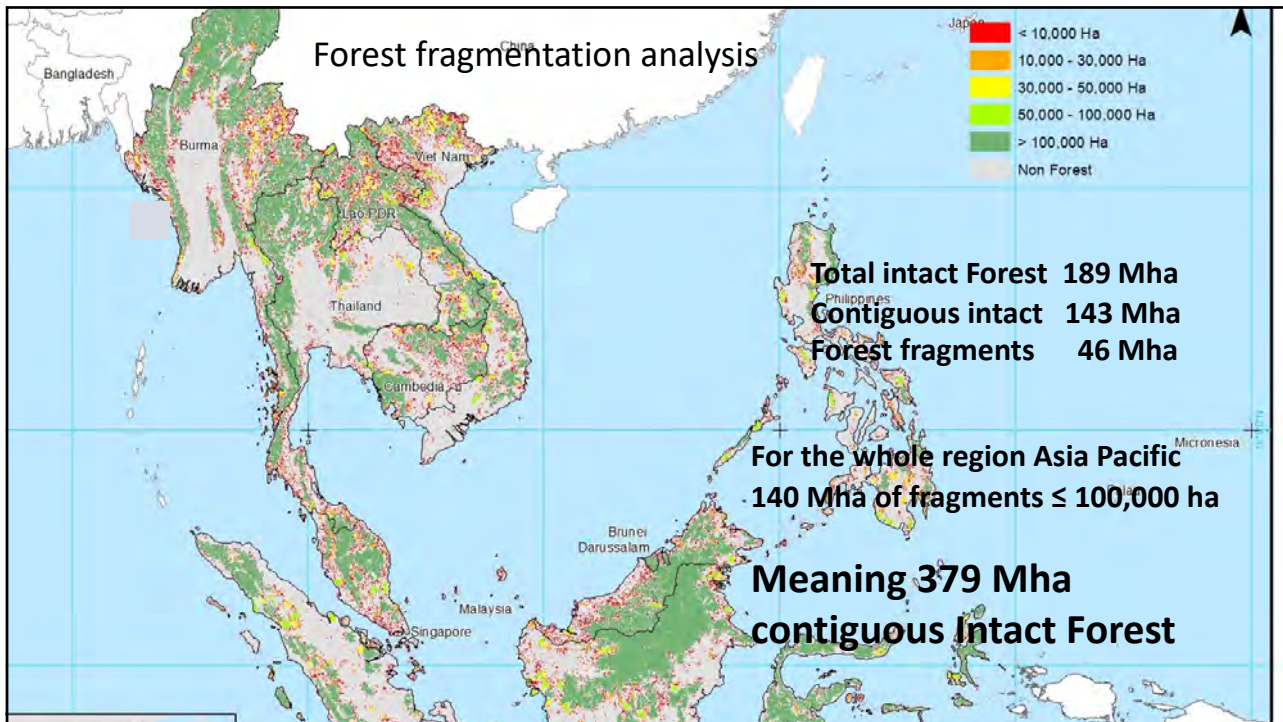 Forest fragmentation analysis
China
Japan
Bangladesh
< 10,000 Ha
10,000 - 30,000 Ha
30,000 - 50,000 Ha
50,000 - 100,000 Ha
> 100,000 Ha
Non Forest
Burma
Viet Nam
Lao PDR
Thailand
Cambodia
Total intact Forest 189 Mha
Philippines
Contiguous intact 143 Mha
Forest fragments 46 Mha
Micronesia
For the whole region Asia Pacific
140 Mha of fragments ≤ 100,000 ha
Palau
Brunei
Darussalam
Meaning 379 Mha
contiguous Intact Forest
Malaysia
Singapore